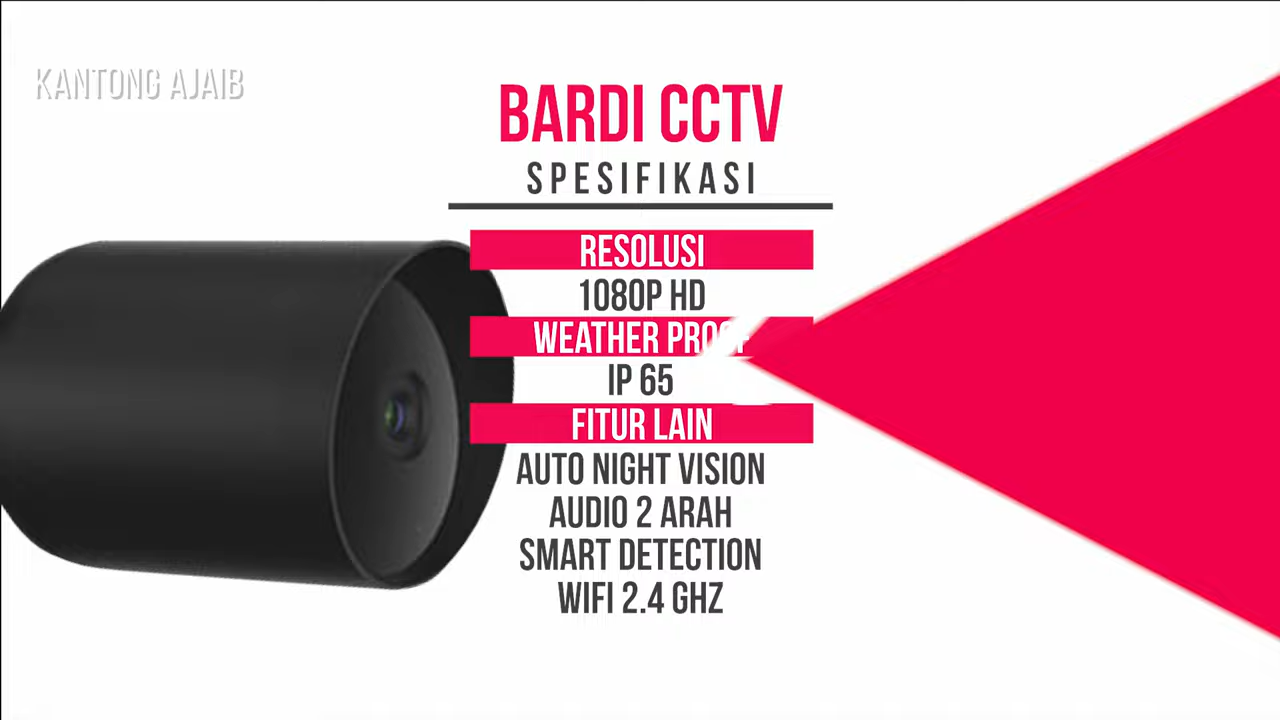 KANTONG AJAIB
BARDI CCTV
SPESIFIKASI
RESOLUSI
1080P HD
WEATHER PROOF
IP 65
FITUR LAIN
AUTO NIGHT VISION
AUDIO 2 ARAH
SMART DETECTION
WIFI 2.4 GHZ